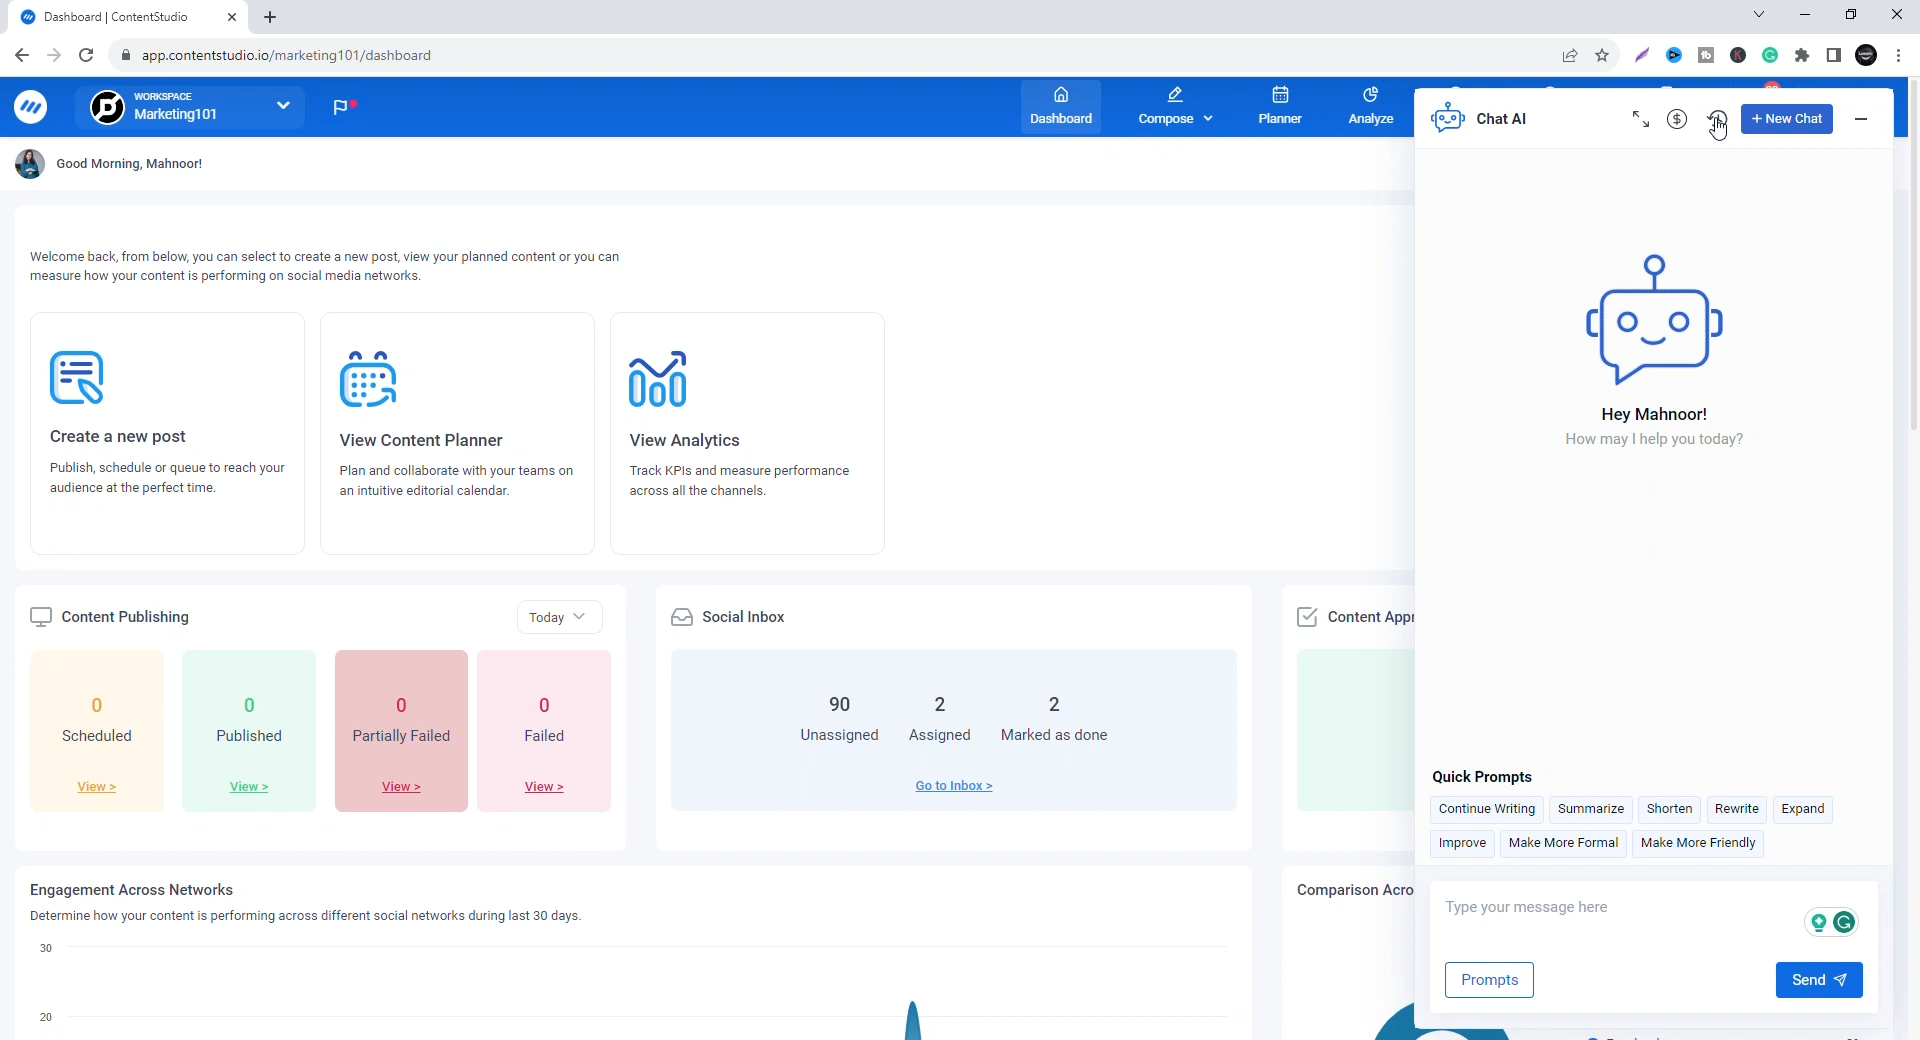 Dashboard | ContentStudio
app.contentstudio.io/marketing101/dashboard
WORKSPACE
Marketing101
Dashboard
Compose
Planner
Analyze
Chat AI
+ New Chat
Good Morning, Mahnoor!
Welcome back, from below, you can select to create a new post, view your planned content or you can
measure how your content is performing on social media networks.
Create a new post
Publish, schedule or queue to reach your
audience at the perfect time.
View Content Planner
Plan and collaborate with your teams on
an intuitive editorial calendar.
View Analytics
Track KPIs and measure performance
across all the channels.
Hey Mahnoor!
How may I help you today?
Content Publishing
Today
0
Scheduled
View >
0
Published
View >
0
Partially Failed
View >
0
Failed
View >
Social Inbox
90
Unassigned
2
Assigned
2
Marked as done
Go to Inbox >
Content Appr
Engagement Across Networks
Determine how your content is performing across different social networks during last 30 days.
30
20
Comparison Acro
Quick Prompts
Continue Writing
Summarize
Shorten
Rewrite
Expand
Improve
Make More Formal
Make More Friendly
Type your message here
Prompts
Send